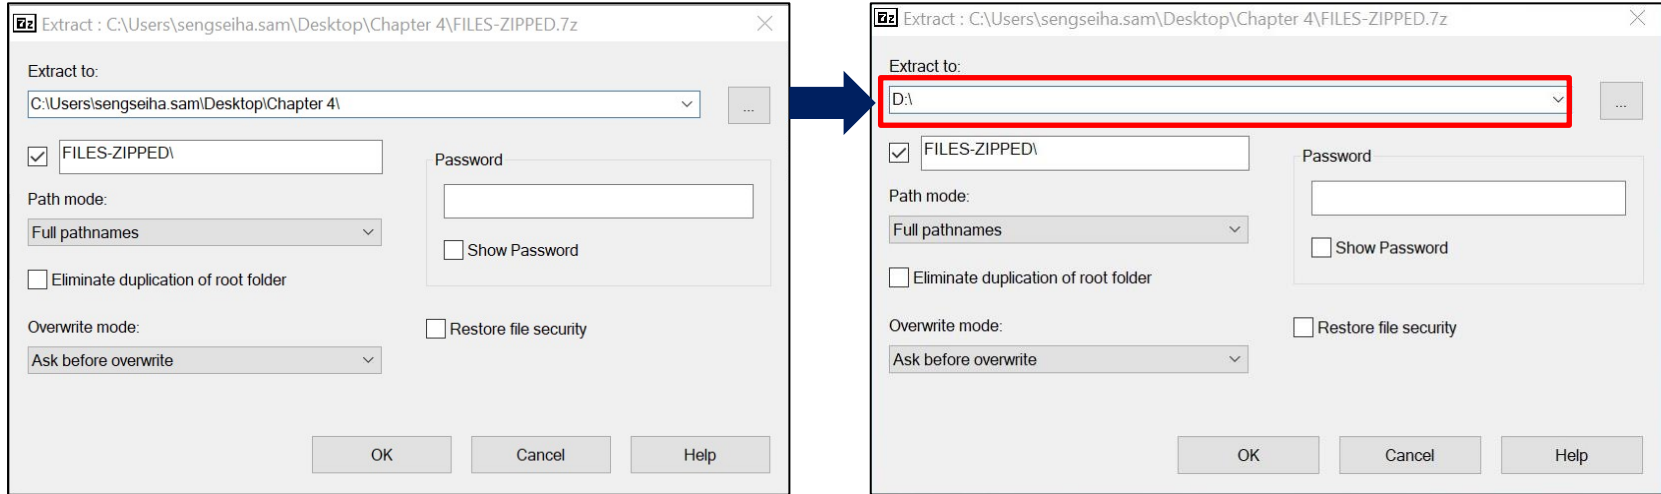 7z Extract : C:\Users\sengseiha.sam\Desktop\Chapter 4\FILES-ZIPPED.7z
Extract to:
C:\Users\sengseiha.sam\Desktop\Chapter 4\
...
FILES-ZIPPED\
Password
Path mode:
Full pathnames
Show Password
Eliminate duplication of root folder
Overwrite mode:
Restore file security
Ask before overwrite
OK Cancel Help
7z Extract : C:\Users\sengseiha.sam\Desktop\Chapter 4\FILES-ZIPPED.7z
Extract to:
D:\
...
FILES-ZIPPED\
Password
Path mode:
Full pathnames
Show Password
Eliminate duplication of root folder
Overwrite mode:
Restore file security
Ask before overwrite
OK Cancel Help